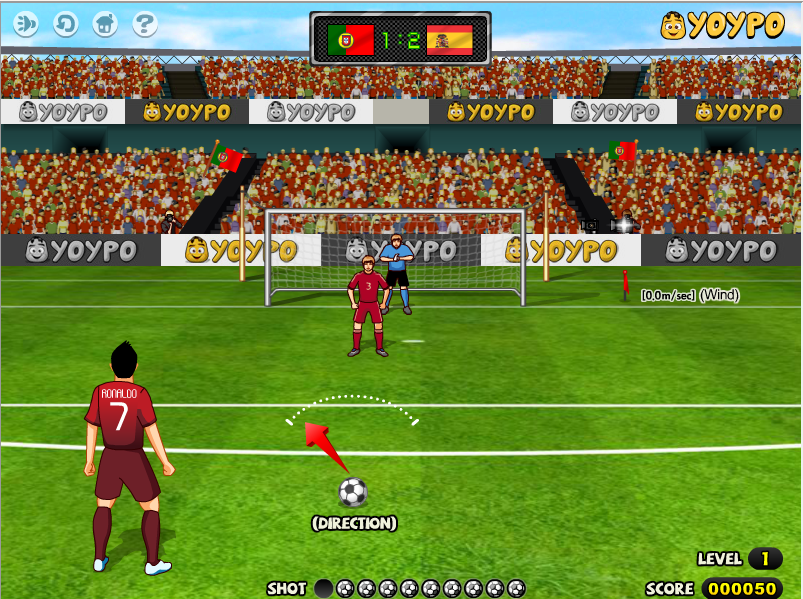 1:2
YOYPO
YOYPO YOYPO YOYPO YOYPO YOYPO YOYPO
YOYPO YOYPO YOYPO YOYPO YOYPO
3
[0.0m/sec] (Wind)
RONALDO
7
(DIRECTION)
LEVEL 1
SHOT
SCORE 000050